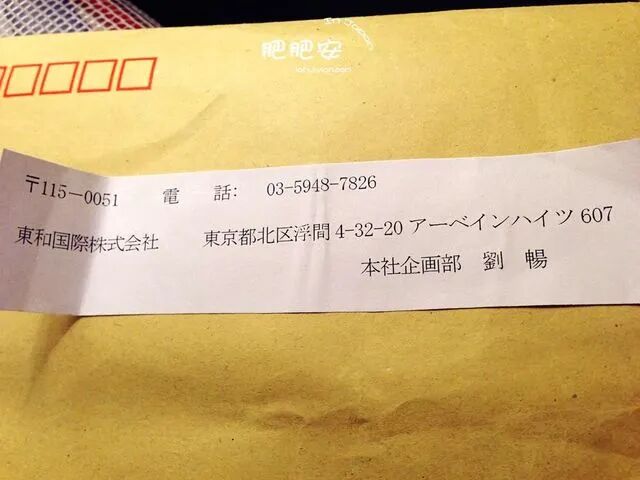 肥肥安
〒115－0051 電 話: 03-5948-7826
東和国際株式会社 東京都北区浮間 4-32-20 アーベインハイツ 607
本社企画部 劉 暢